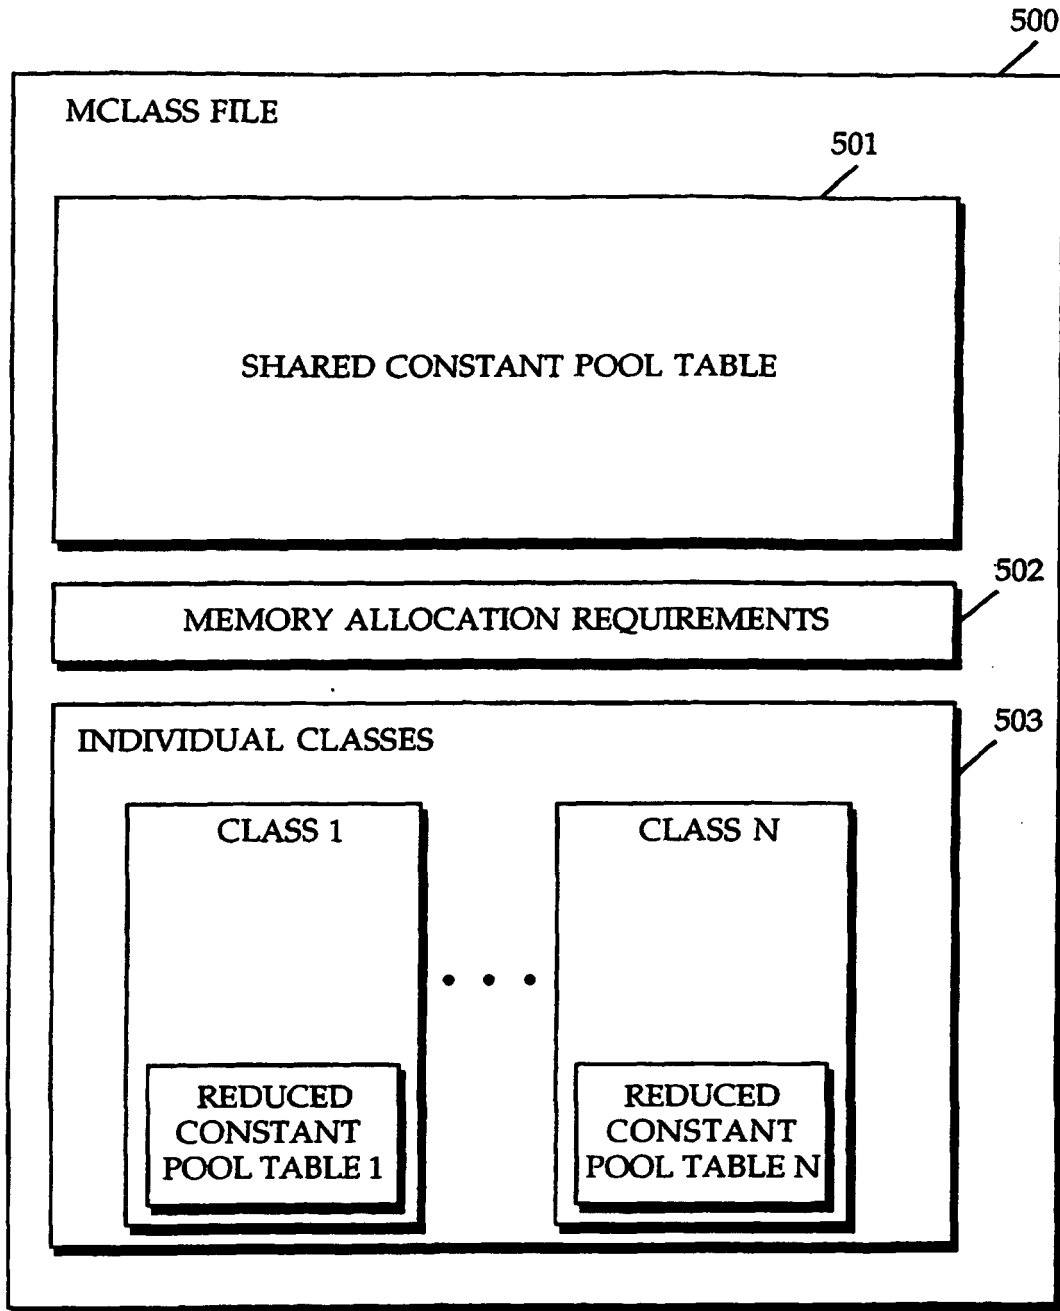 500
MCLASS FILE
501
SHARED CONSTANT POOL TABLE
502
MEMORY ALLOCATION REQUIREMENTS
503
INDIVIDUAL CLASSES
CLASS 1
REDUCED
CONSTANT
POOL TABLE 1
CLASS N
REDUCED
CONSTANT
POOL TABLE N